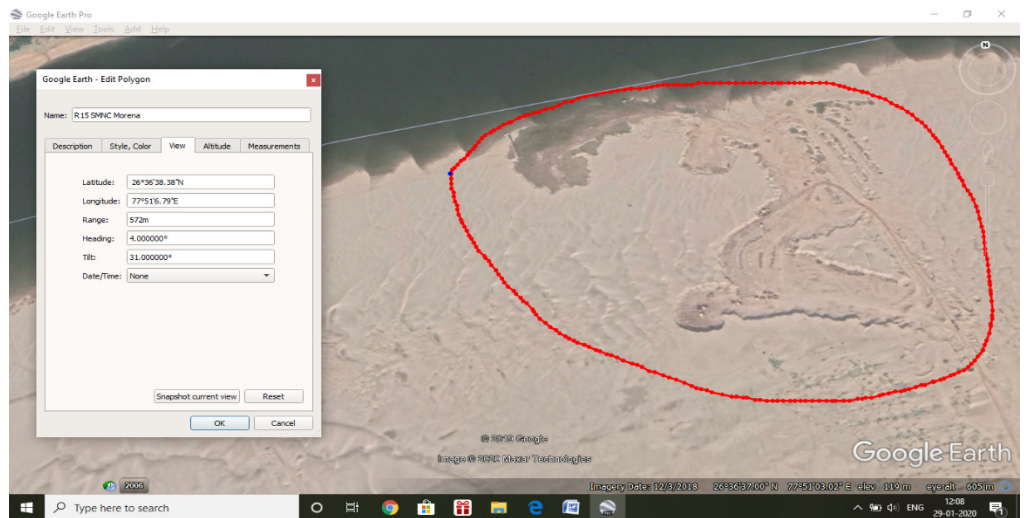 Google Earth Pro
File Edit View Tools Add Help
N
Google Earth - Edit Polygon
Name: R15 SMNC Morena
Description Style, Color View Altitude Measurements
Latitude: 26°36'38.38"N
Longitude: 77°51'6.79"E
Range: 572m
Heading: 4.000000°
Tilt: 31.000000°
Date/Time: None
Snapshot current view Reset
OK Cancel
Image © 2020 Maxar Technologies
Google Earth
2006
Imagery Date: 12/3/2018 26°36'37.00" N 77°51'03.02" E elev 119 m eye alt 605 m
Type here to search
ENG
12:08
29-01-2020